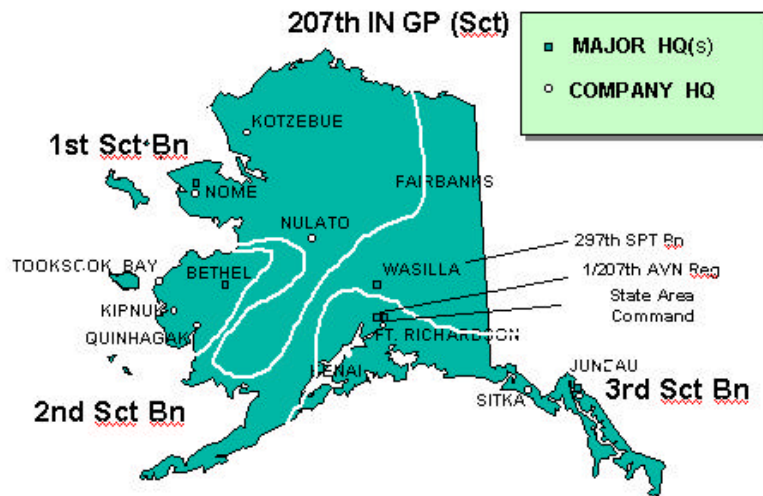 207th IN GP (Sct)
MAJOR HQ(s)
COMPANY HQ
KOTZEBUE
1st Sct Bn
NOME
FAIRBANKS
NULATO
297th SPT Bn
TOOKSCOK BAY
BETHEL
WASILLA
1/207th AVN Reg
State Area
Command
KIPNUK
QUINHAGAK
FT. RICHARDSON
KENAI
JUNEAU
2nd Sct Bn
SITKA
3rd Sct Bn